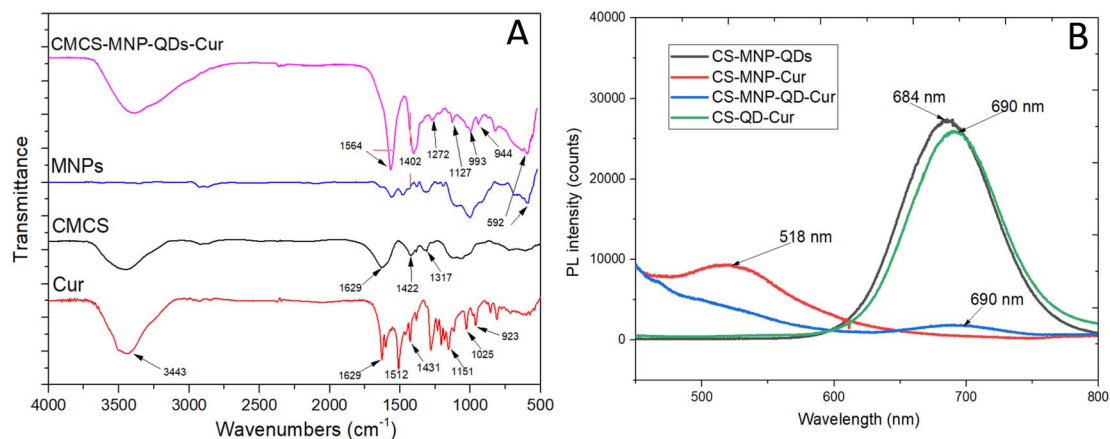 A
CMCS-MNP-QDs-Cur
1564
1402
1272
1127
993
944
MNPs
592
CMCS
1629
1422
1317
Cur
3443
1629
1512
1431
1151
1025
923
Transmittance
4000 3500 3000 2500 2000 1500 1000 500
Wavenumbers (cm⁻¹)
B
40000
30000
20000
10000
0
PL intensity (counts)
CS-MNP-QDs
CS-MNP-Cur
CS-MNP-QD-Cur
CS-QD-Cur
684 nm
690 nm
518 nm
690 nm
500 600 700 800
Wavelength (nm)